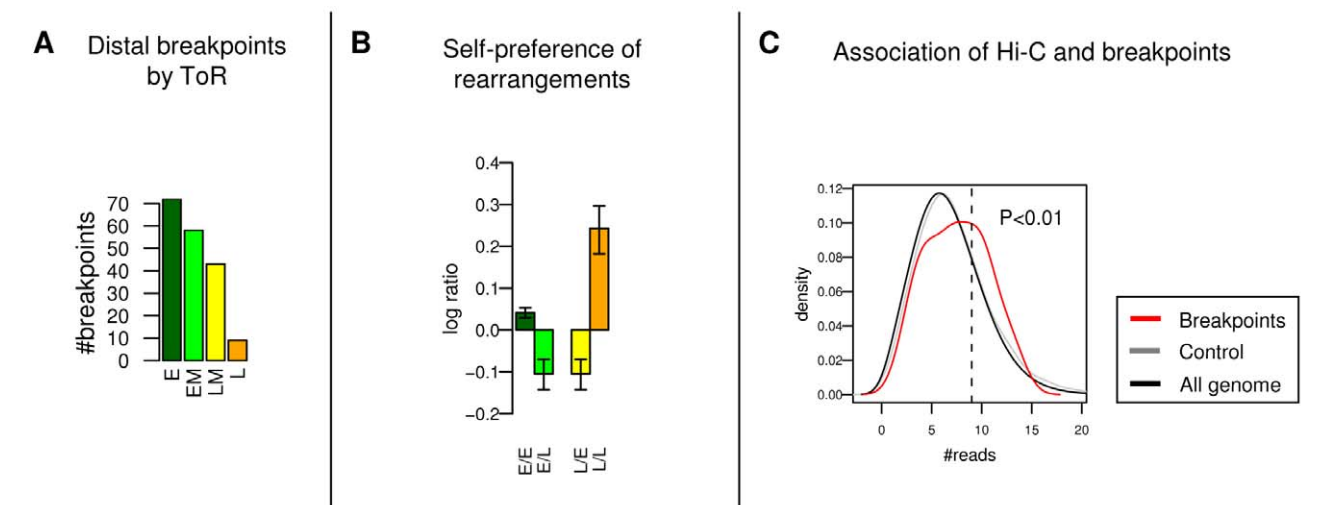 A
Distal breakpoints
by ToR
#breakpoints
70
60
50
40
30
20
10
0
E
EM
LM
L
B
Self-preference of
rearrangements
log ratio
0.4
0.3
0.2
0.1
0.0
−0.1
−0.2
E/E
E/L
L/E
L/L
C
Association of Hi-C and breakpoints
density
0.12
0.10
0.08
0.06
0.04
0.02
0.00
P<0.01
0 5 10 15 20
#reads
Breakpoints
Control
All genome